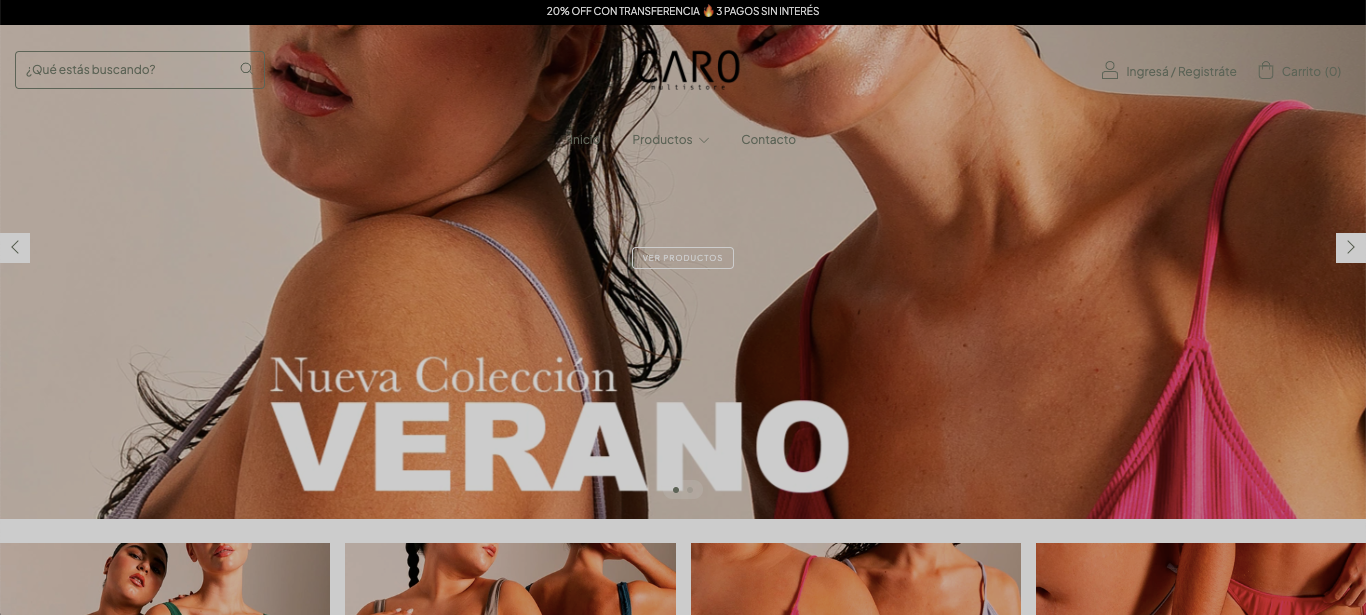 20% OFF CON TRANSFERENCIA 🔥 3 PAGOS SIN INTERÉS
¿Qué estás buscando?
CARO
multistore
Ingresá / Registráte
Carrito (0)
Inicio
Productos
Contacto
VER PRODUCTOS
Nueva Colección
VERANO